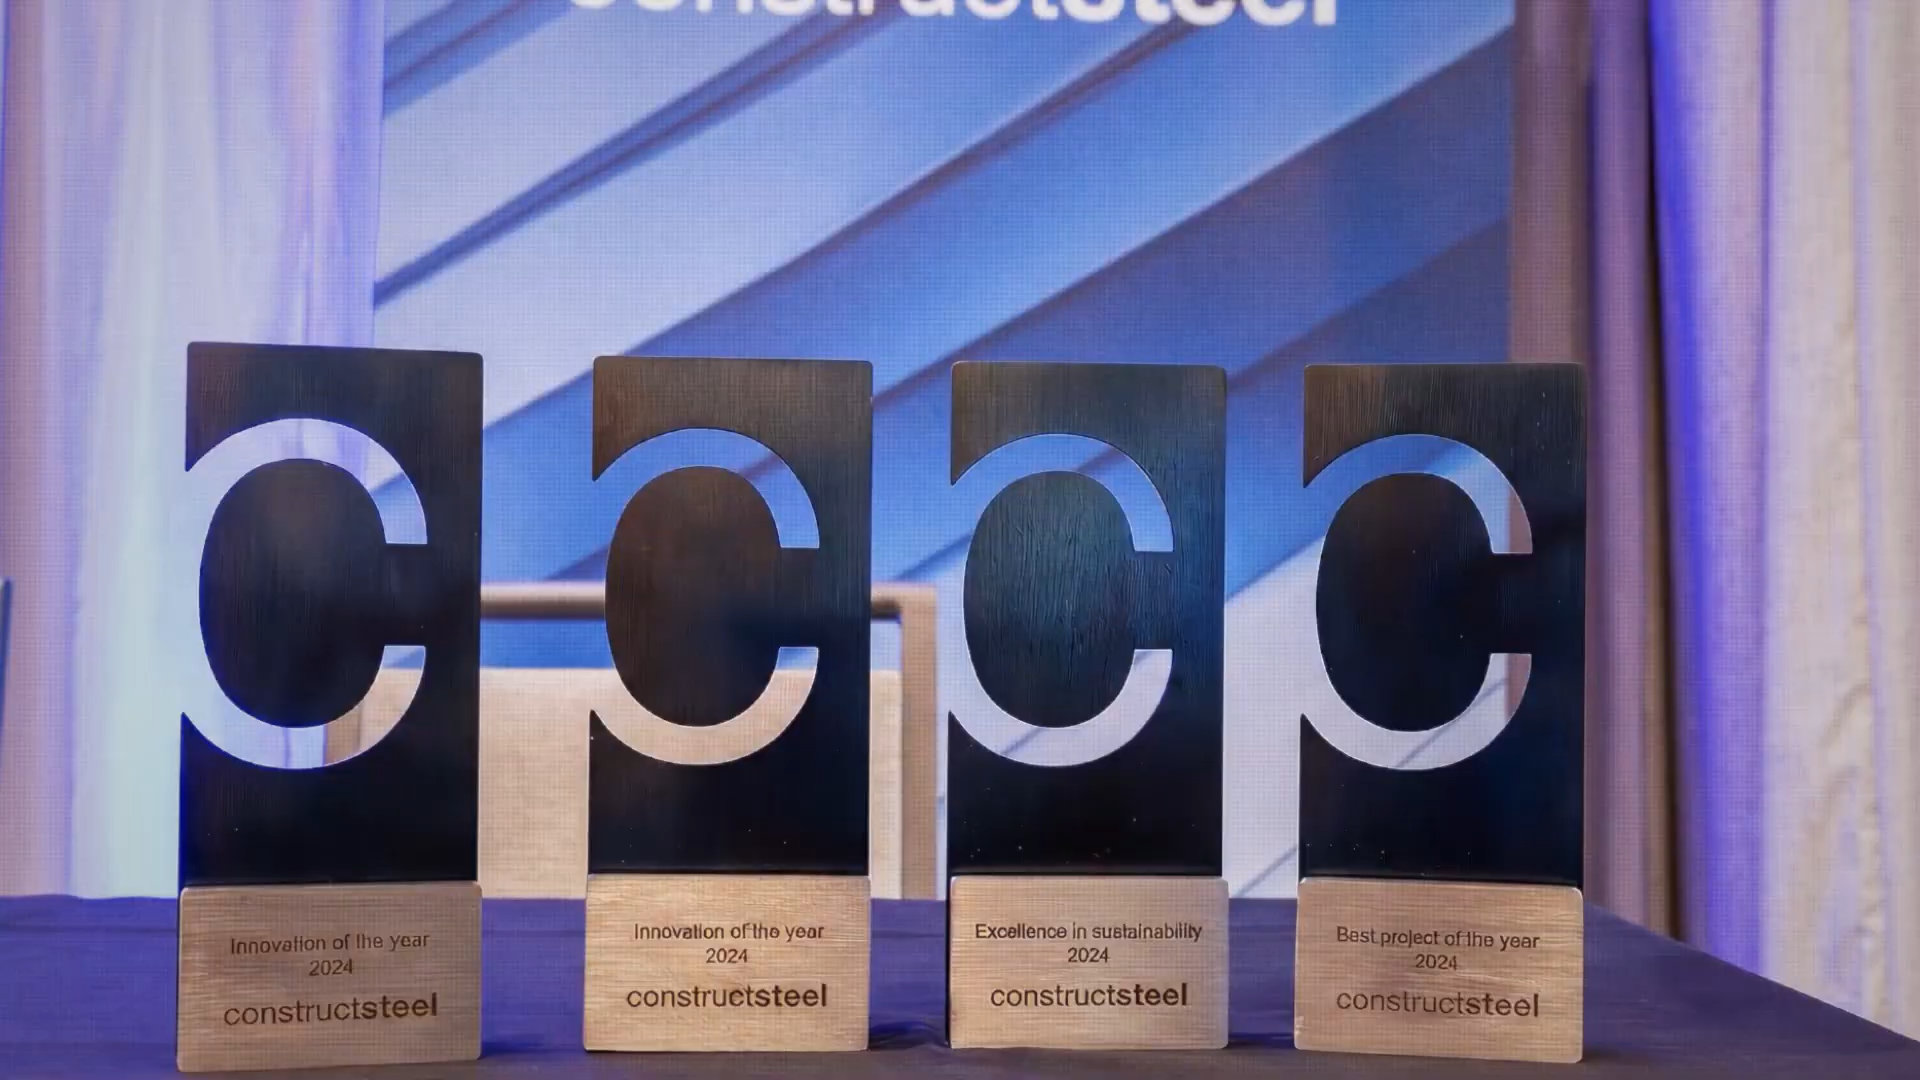 constructsteel
Innovation of the year
2024
constructsteel
Innovation of the year
2024
constructsteel
Excellence in sustainability
2024
constructsteel
Best project of the year
2024
constructsteel